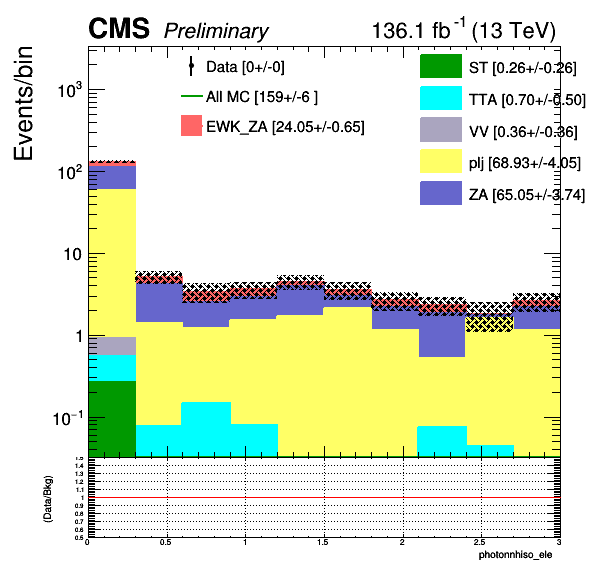 CMS Preliminary 136.1 fb⁻¹ (13 TeV)
Events/bin
Data [0+/-0]
All MC [159+/-6 ]
EWK_ZA [24.05+/-0.65]
ST [0.26+/-0.26]
TTA [0.70+/-0.50]
VV [0.36+/-0.36]
plj [68.93+/-4.05]
ZA [65.05+/-3.74]
10³
10²
10
1
10⁻¹
(Data/Bkg)
1.5
1.4
1.3
1.2
1.1
1
0.9
0.8
0.7
0.6
0.5
0 0.5 1 1.5 2 2.5 3
photonnhiso_ele